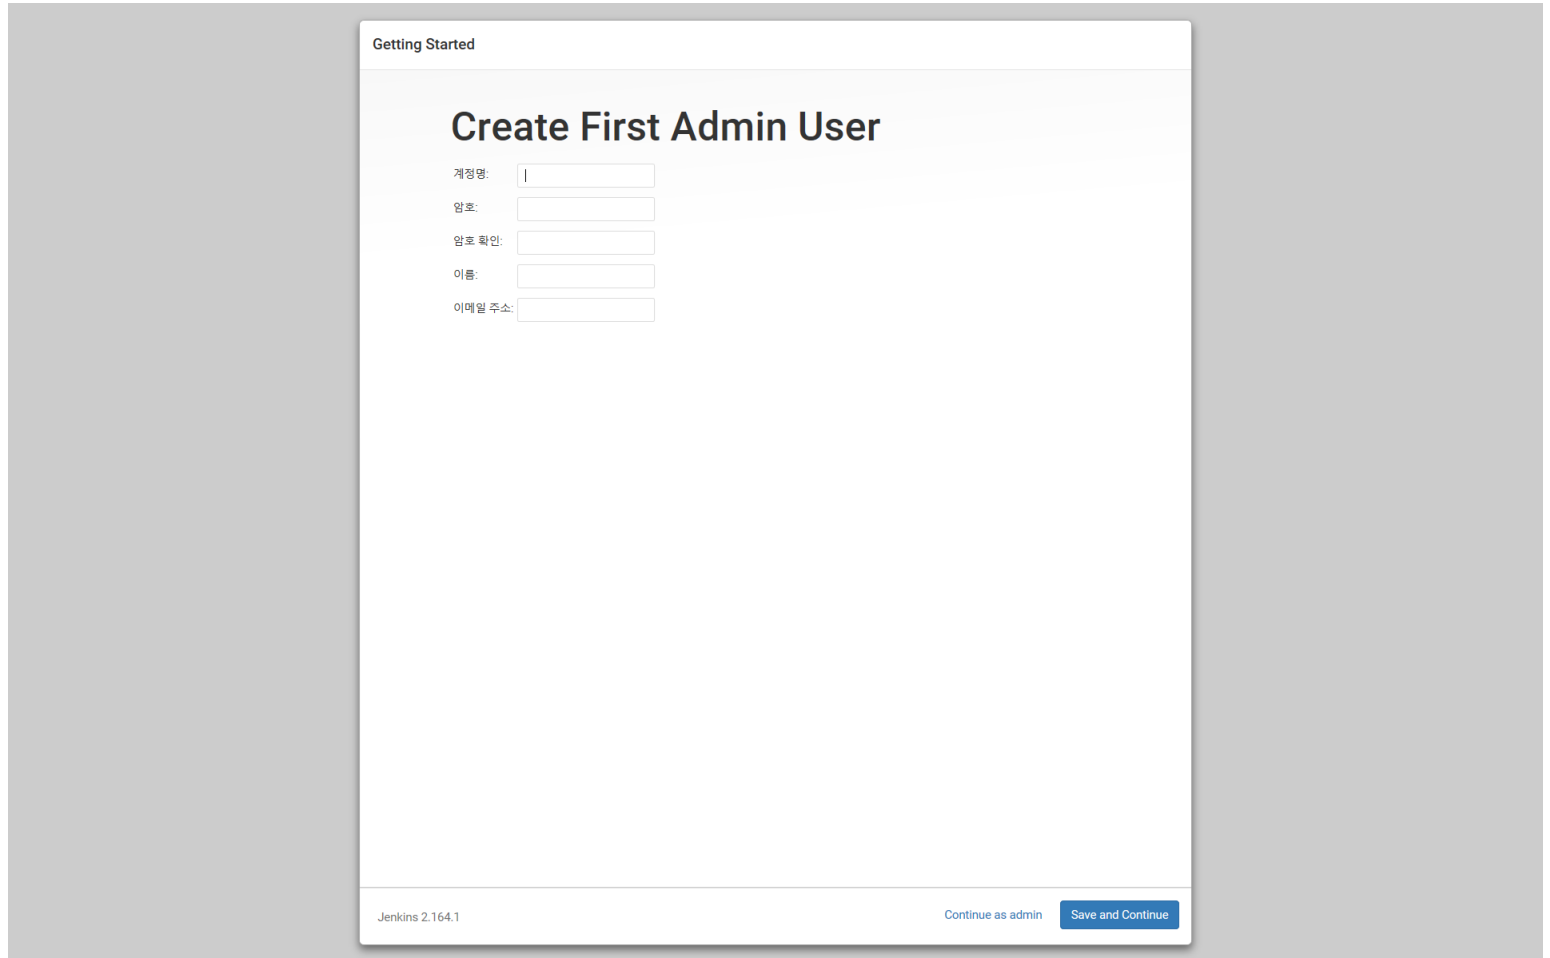 Getting Started
Create First Admin User
계정명:
암호:
암호 확인:
이름:
이메일 주소:
Jenkins 2.164.1
Continue as admin
Save and Continue